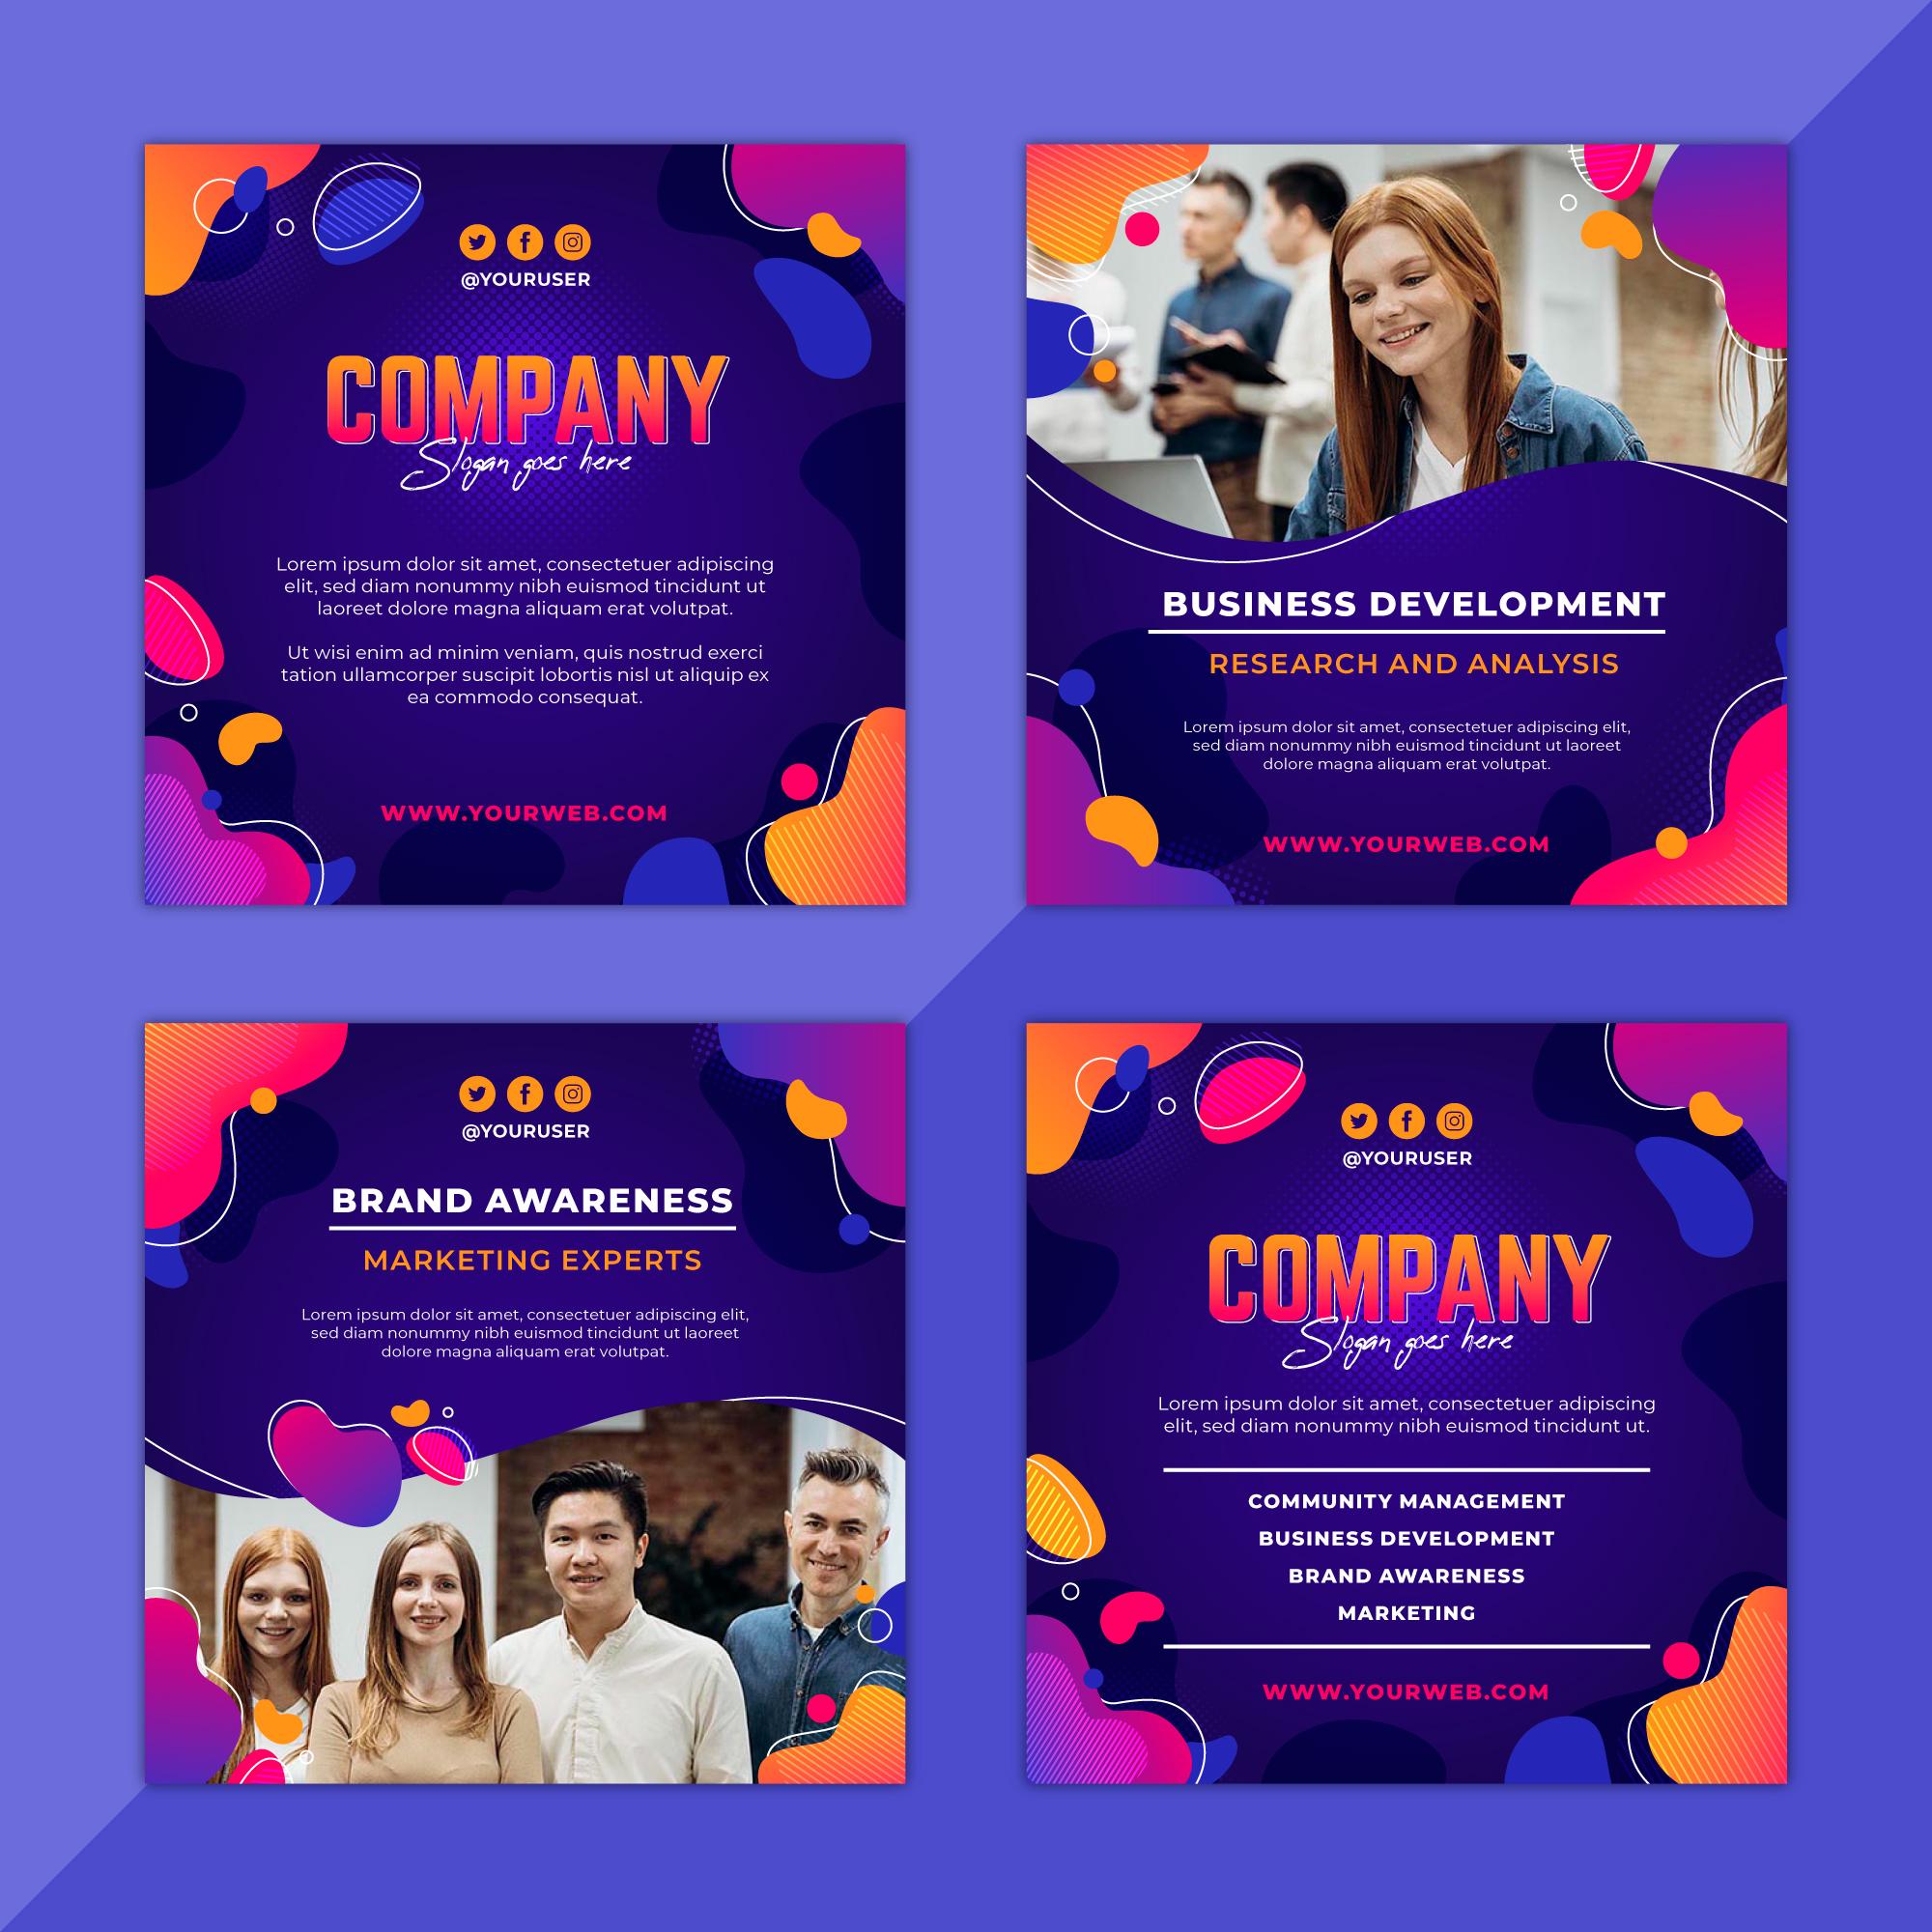 @YOURUSER
COMPANY
Slogan goes here
Lorem ipsum dolor sit amet, consectetuer adipiscing
elit, sed diam nonummy nibh euismod tincidunt ut
laoreet dolore magna aliquam erat volutpat.
Ut wisi enim ad minim veniam, quis nostrud exerci
tation ullamcorper suscipit lobortis nisl ut aliquip ex
ea commodo consequat.
WWW.YOURWEB.COM
BUSINESS DEVELOPMENT
RESEARCH AND ANALYSIS
Lorem ipsum dolor sit amet, consectetuer adipiscing elit,
sed diam nonummy nibh euismod tincidunt ut laoreet
dolore magna aliquam erat volutpat.
WWW.YOURWEB.COM
@YOURUSER
BRAND AWARENESS
MARKETING EXPERTS
Lorem ipsum dolor sit amet, consectetuer adipiscing elit,
sed diam nonummy nibh euismod tincidunt ut laoreet
dolore magna aliquam erat volutpat.
@YOURUSER
COMPANY
Slogan goes here
Lorem ipsum dolor sit amet, consectetuer adipiscing
elit, sed diam nonummy nibh euismod tincidunt ut.
COMMUNITY MANAGEMENT
BUSINESS DEVELOPMENT
BRAND AWARENESS
MARKETING
WWW.YOURWEB.COM